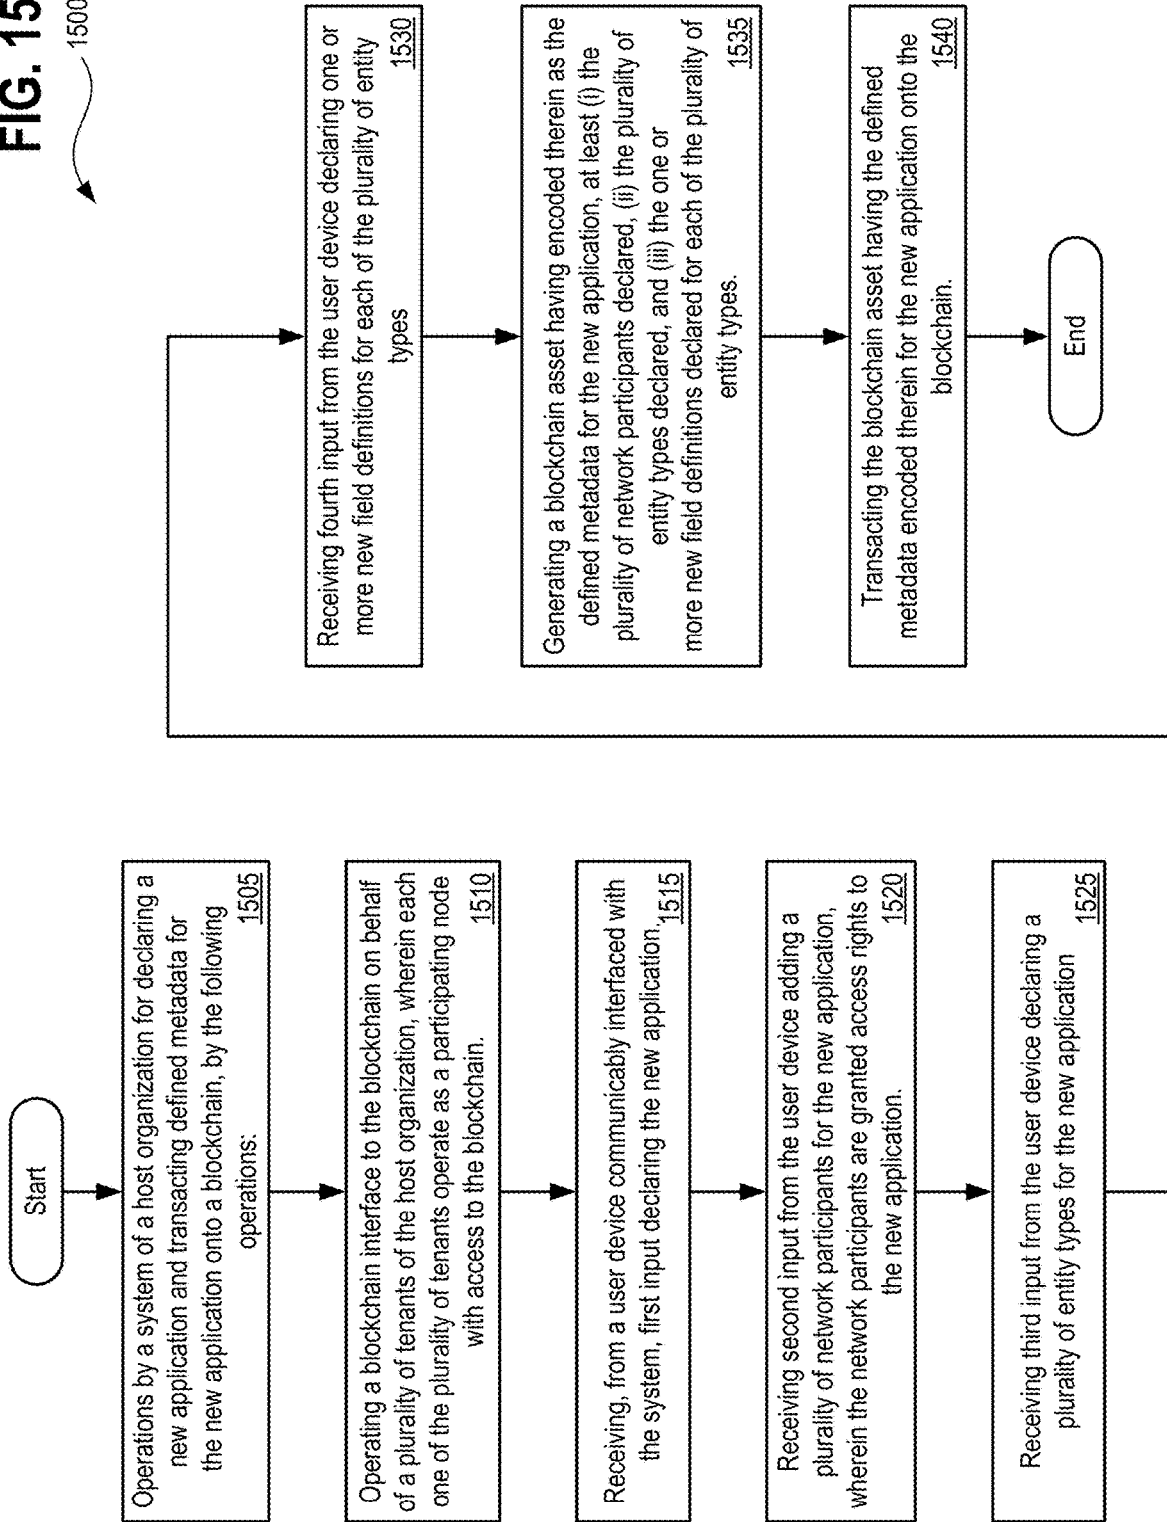 FIG. 15
1500
Start
Operations by a system of a host organization for declaring a
new application and transacting defined metadata for
the new application onto a blockchain, by the following
operations:
1505
Operating a blockchain interface to the blockchain on behalf
of a plurality of tenants of the host organization, wherein each
one of the plurality of tenants operate as a participating node
with access to the blockchain.
1510
Receiving, from a user device communicably interfaced with
the system, first input declaring the new application.
1515
Receiving second input from the user device adding a
plurality of network participants for the new application,
wherein the network participants are granted access rights to
the new application.
1520
Receiving third input from the user device declaring a
plurality of entity types for the new application
1525
Receiving fourth input from the user device declaring one or
more new field definitions for each of the plurality of entity
types
1530
Generating a blockchain asset having encoded therein as the
defined metadata for the new application, at least (i) the
plurality of network participants declared, (ii) the plurality of
entity types declared, and (iii) the one or
more new field definitions declared for each of the plurality of
entity types.
1535
Transacting the blockchain asset having the defined
metadata encoded therein for the new application onto the
blockchain.
1540
End